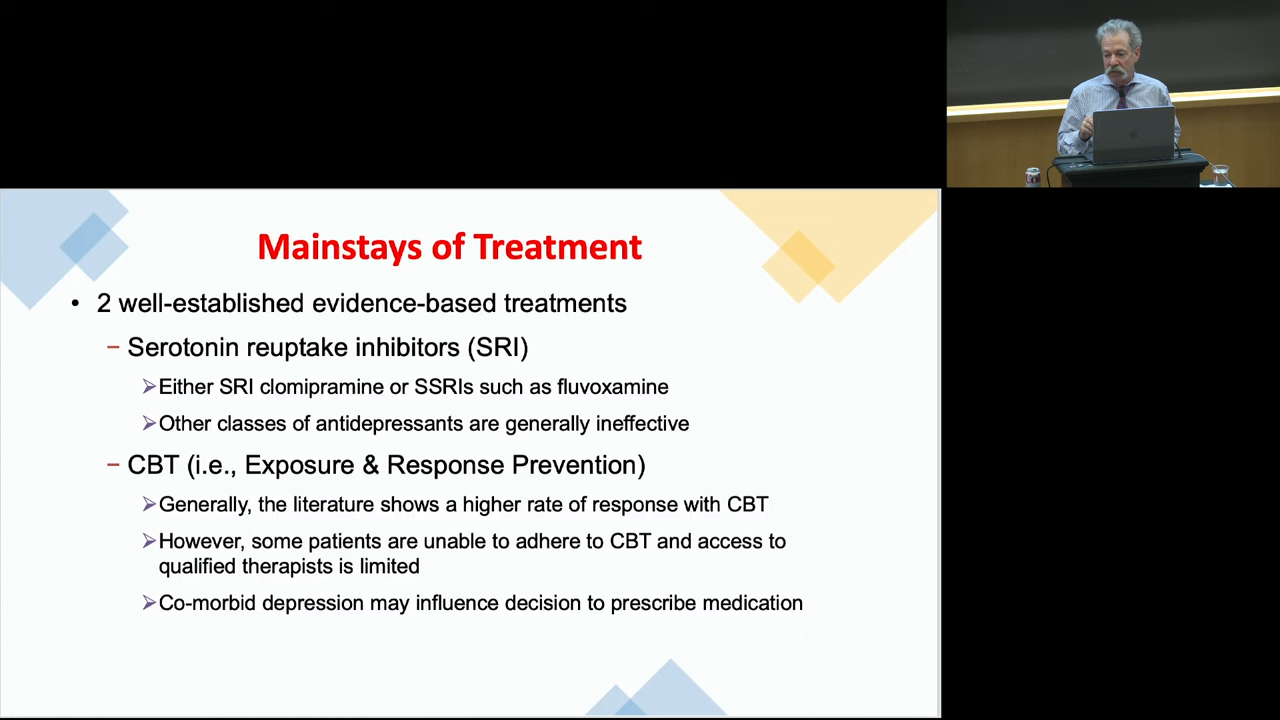 Mainstays of Treatment
• 2 well-established evidence-based treatments
− Serotonin reuptake inhibitors (SRI)
➢Either SRI clomipramine or SSRIs such as fluvoxamine
➢Other classes of antidepressants are generally ineffective
− CBT (i.e., Exposure & Response Prevention)
➢Generally, the literature shows a higher rate of response with CBT
➢However, some patients are unable to adhere to CBT and access to
qualified therapists is limited
➢Co-morbid depression may influence decision to prescribe medication